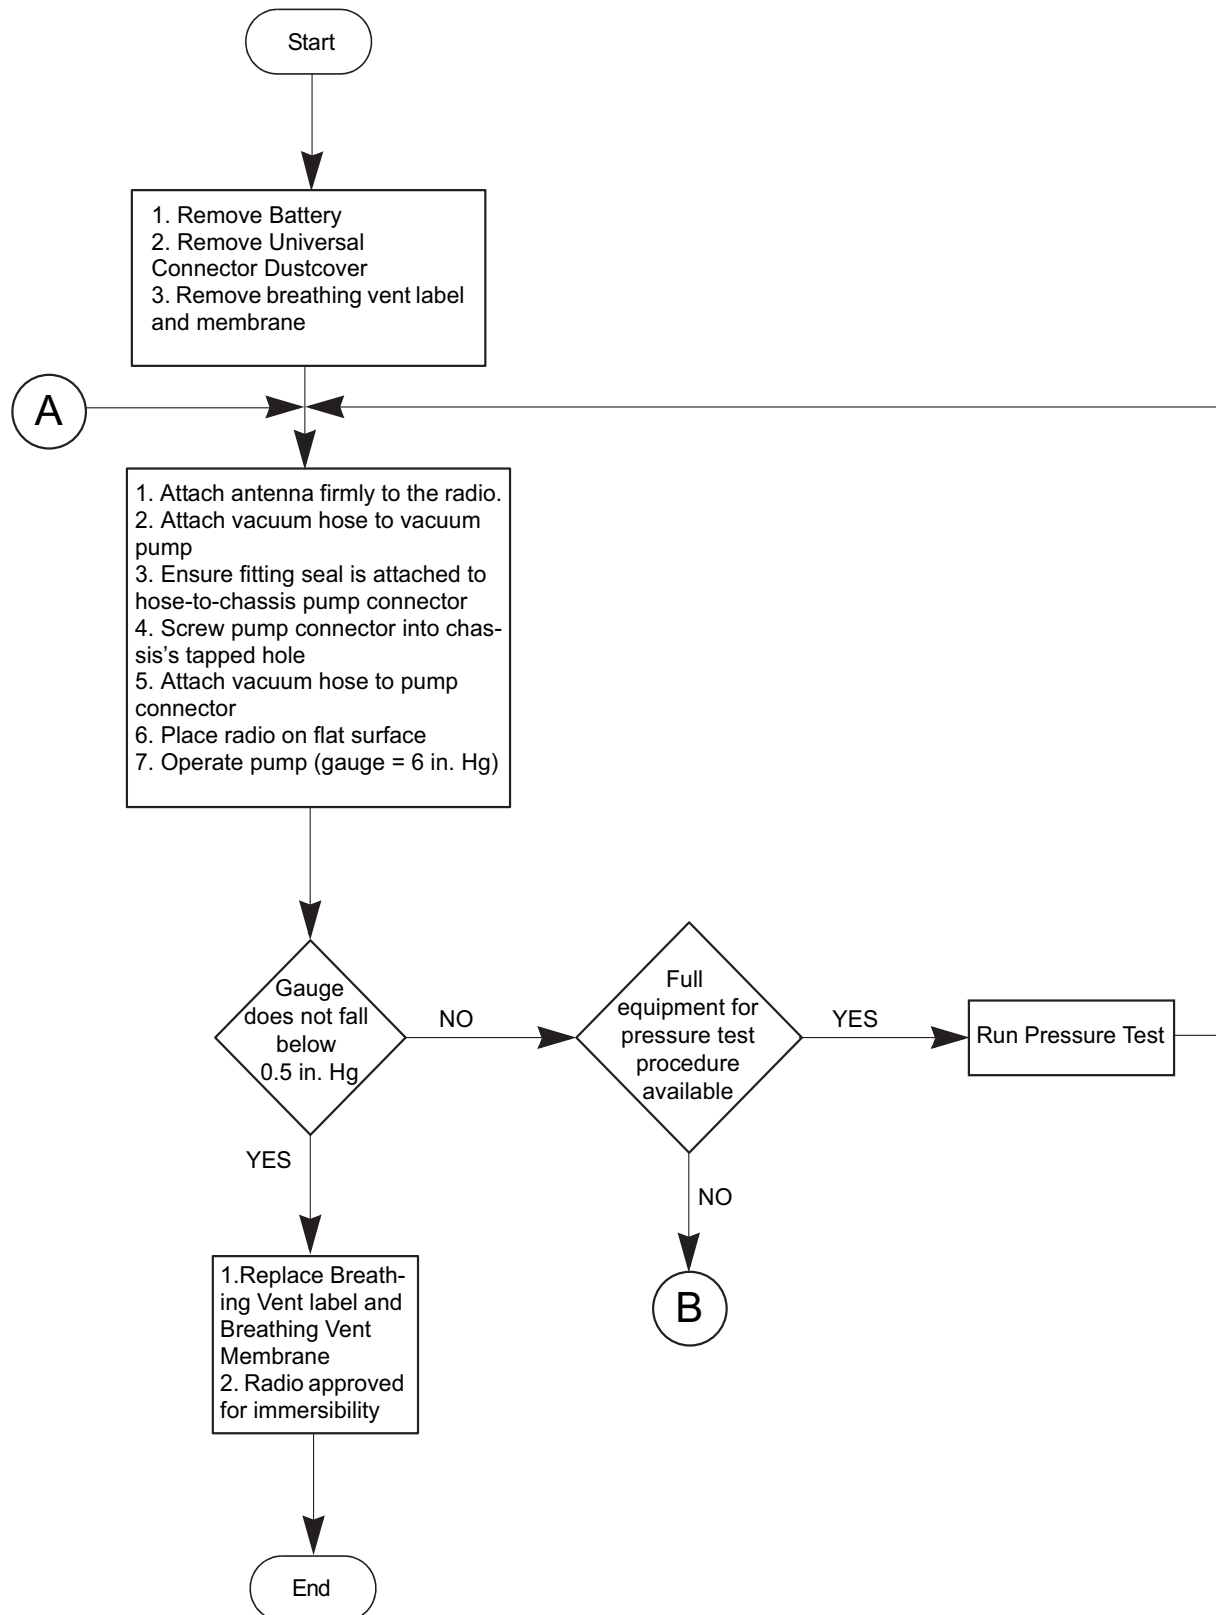 Start
1. Remove Battery
2. Remove Universal
Connector Dustcover
3. Remove breathing vent label
and membrane
A
1. Attach antenna firmly to the radio.
2. Attach vacuum hose to vacuum
pump
3. Ensure fitting seal is attached to
hose-to-chassis pump connector
4. Screw pump connector into chas-
sis’s tapped hole
5. Attach vacuum hose to pump
connector
6. Place radio on flat surface
7. Operate pump (gauge = 6 in. Hg)
Gauge
does not fall
below
0.5 in. Hg
NO
Full
equipment for
pressure test
procedure
available
YES
Run Pressure Test
YES
NO
B
1.Replace Breath-
ing Vent label and
Breathing Vent
Membrane
2. Radio approved
for immersibility
End